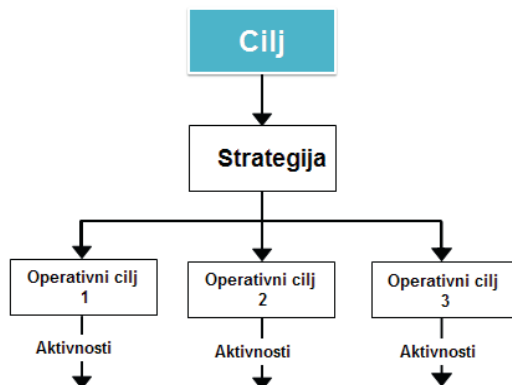 Cilj
Strategija
Operativni cilj
1
Operativni cilj
2
Operativni cilj
3
Aktivnosti
Aktivnosti
Aktivnosti